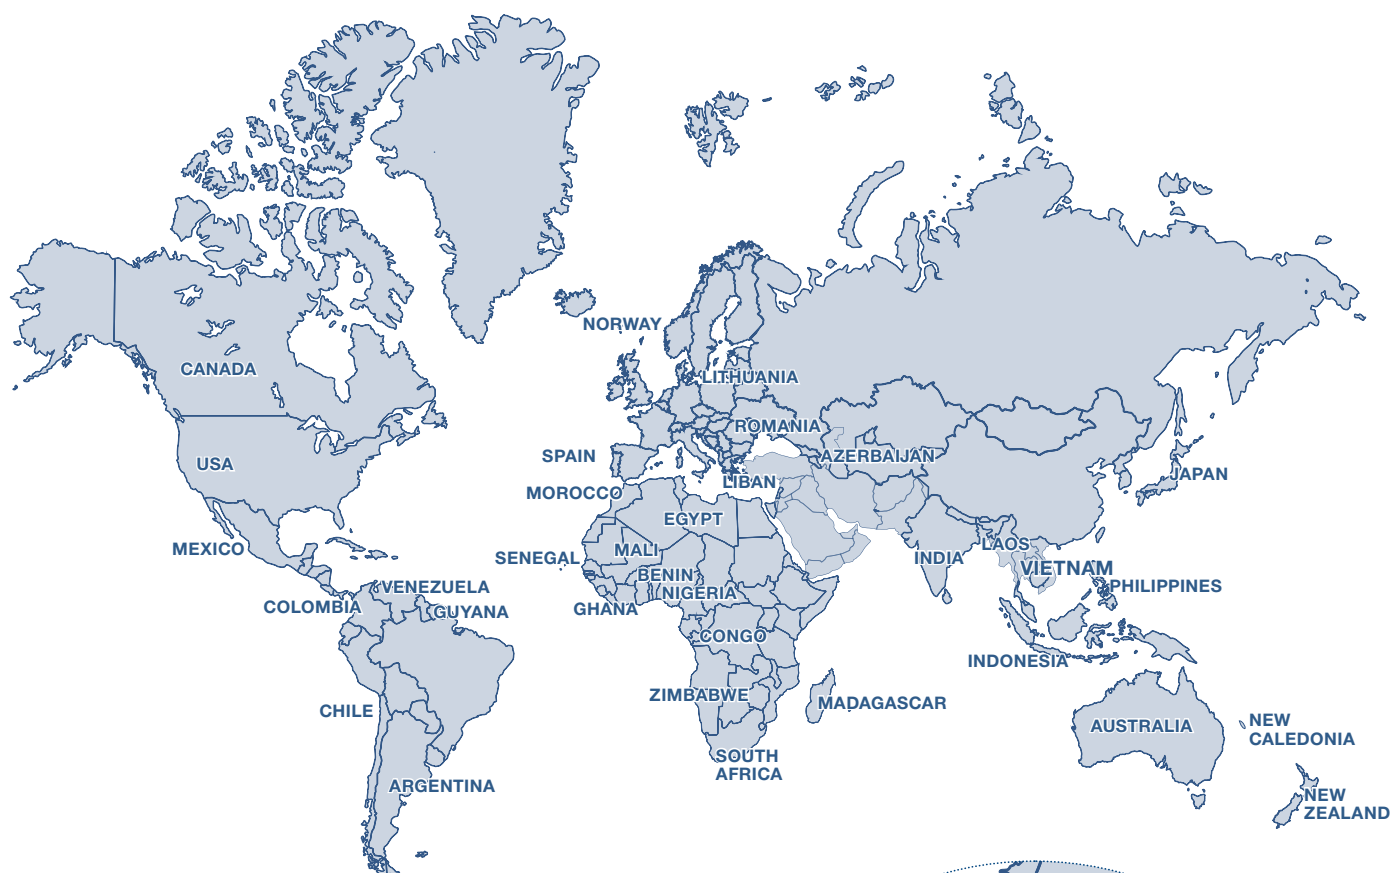 NORWAY
CANADA
LITHUANIA
ROMANIA
SPAIN
AZERBAIJAN
USA
JAPAN
LIBAN
MOROCCO
EGYPT
MEXICO
SENEGAL
MALI
LAOS
INDIA
VIETNAM
BENIN
VENEZUELA
PHILIPPINES
NIGERIA
COLOMBIA
GHANA
GUYANA
CONGO
INDONESIA
ZIMBABWE
MADAGASCAR
CHILE
AUSTRALIA
NEW
CALEDONIA
SOUTH
AFRICA
ARGENTINA
NEW
ZEALAND